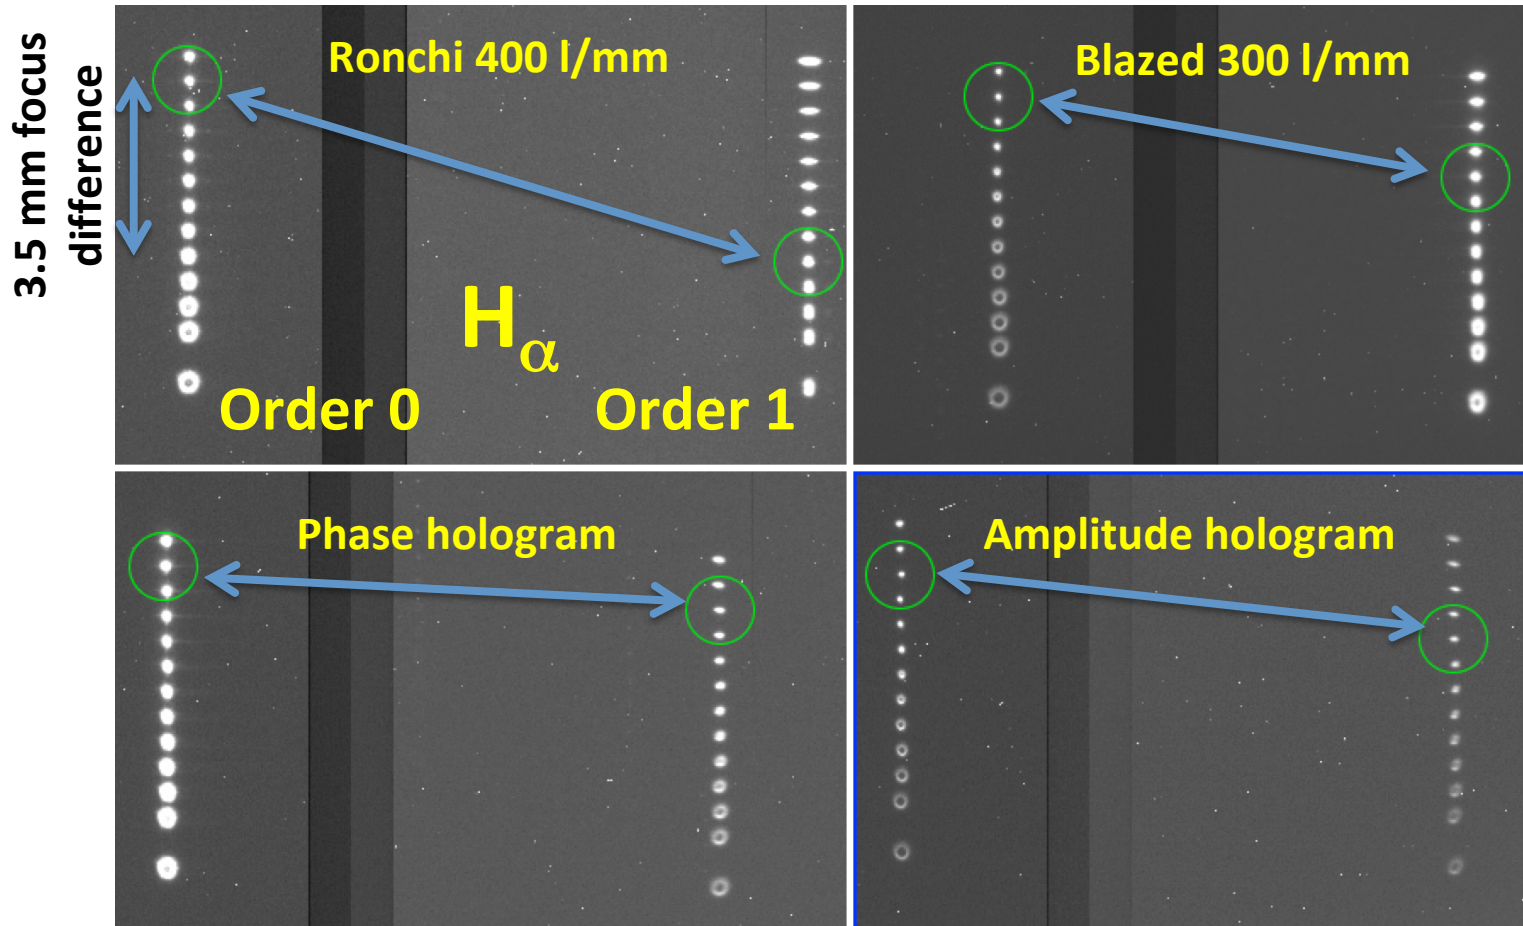 3.5 mm focus
difference
Ronchi 400 l/mm
Blazed 300 l/mm
H
α
Order 0
Order 1
Phase hologram
Amplitude hologram